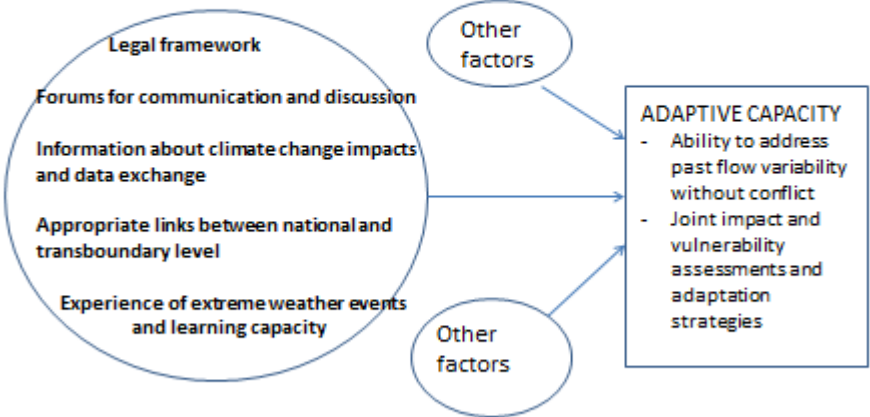 Legal framework
Forums for communication and discussion
Information about climate change impacts
and data exchange
Appropriate links between national and
transboundary level
Experience of extreme weather events
and learning capacity
Other
factors
Other
factors
ADAPTIVE CAPACITY
- Ability to address
past flow variability
without conflict
- Joint impact and
vulnerability
assessments and
adaptation
strategies